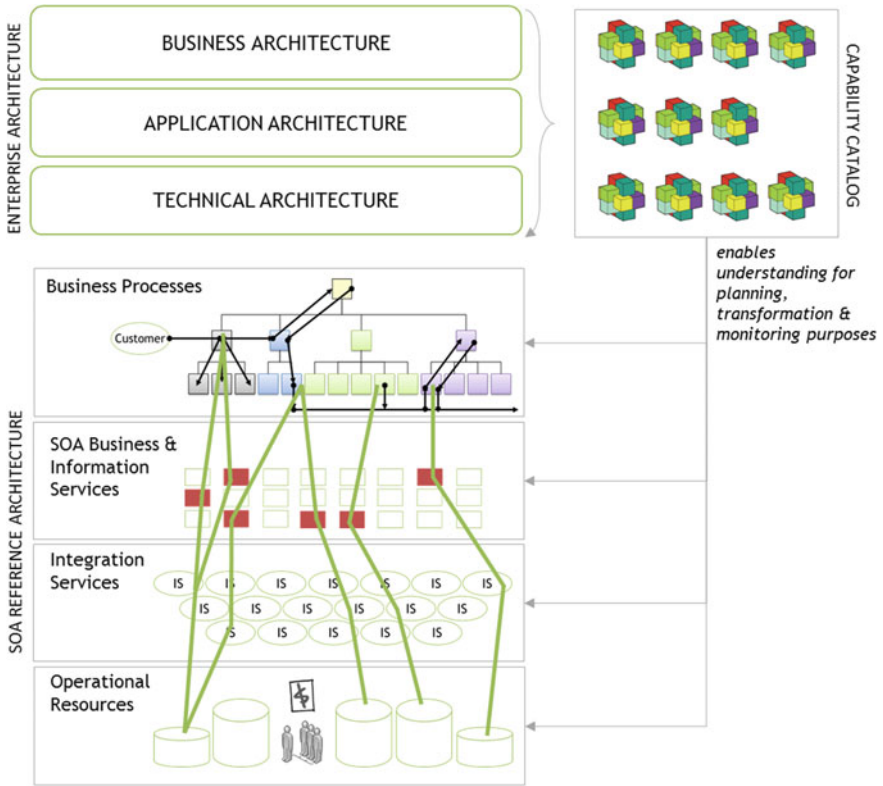 ENTERPRISE ARCHITECTURE
BUSINESS ARCHITECTURE
APPLICATION ARCHITECTURE
TECHNICAL ARCHITECTURE
CAPABILITY CATALOG
enables
understanding for
planning,
transformation &
monitoring purposes
SOA REFERENCE ARCHITECTURE
Business Processes
Customer
SOA Business &
Information
Services
Integration
Services
IS IS IS IS IS IS IS
IS IS IS IS IS IS
IS IS IS IS IS
Operational
Resources